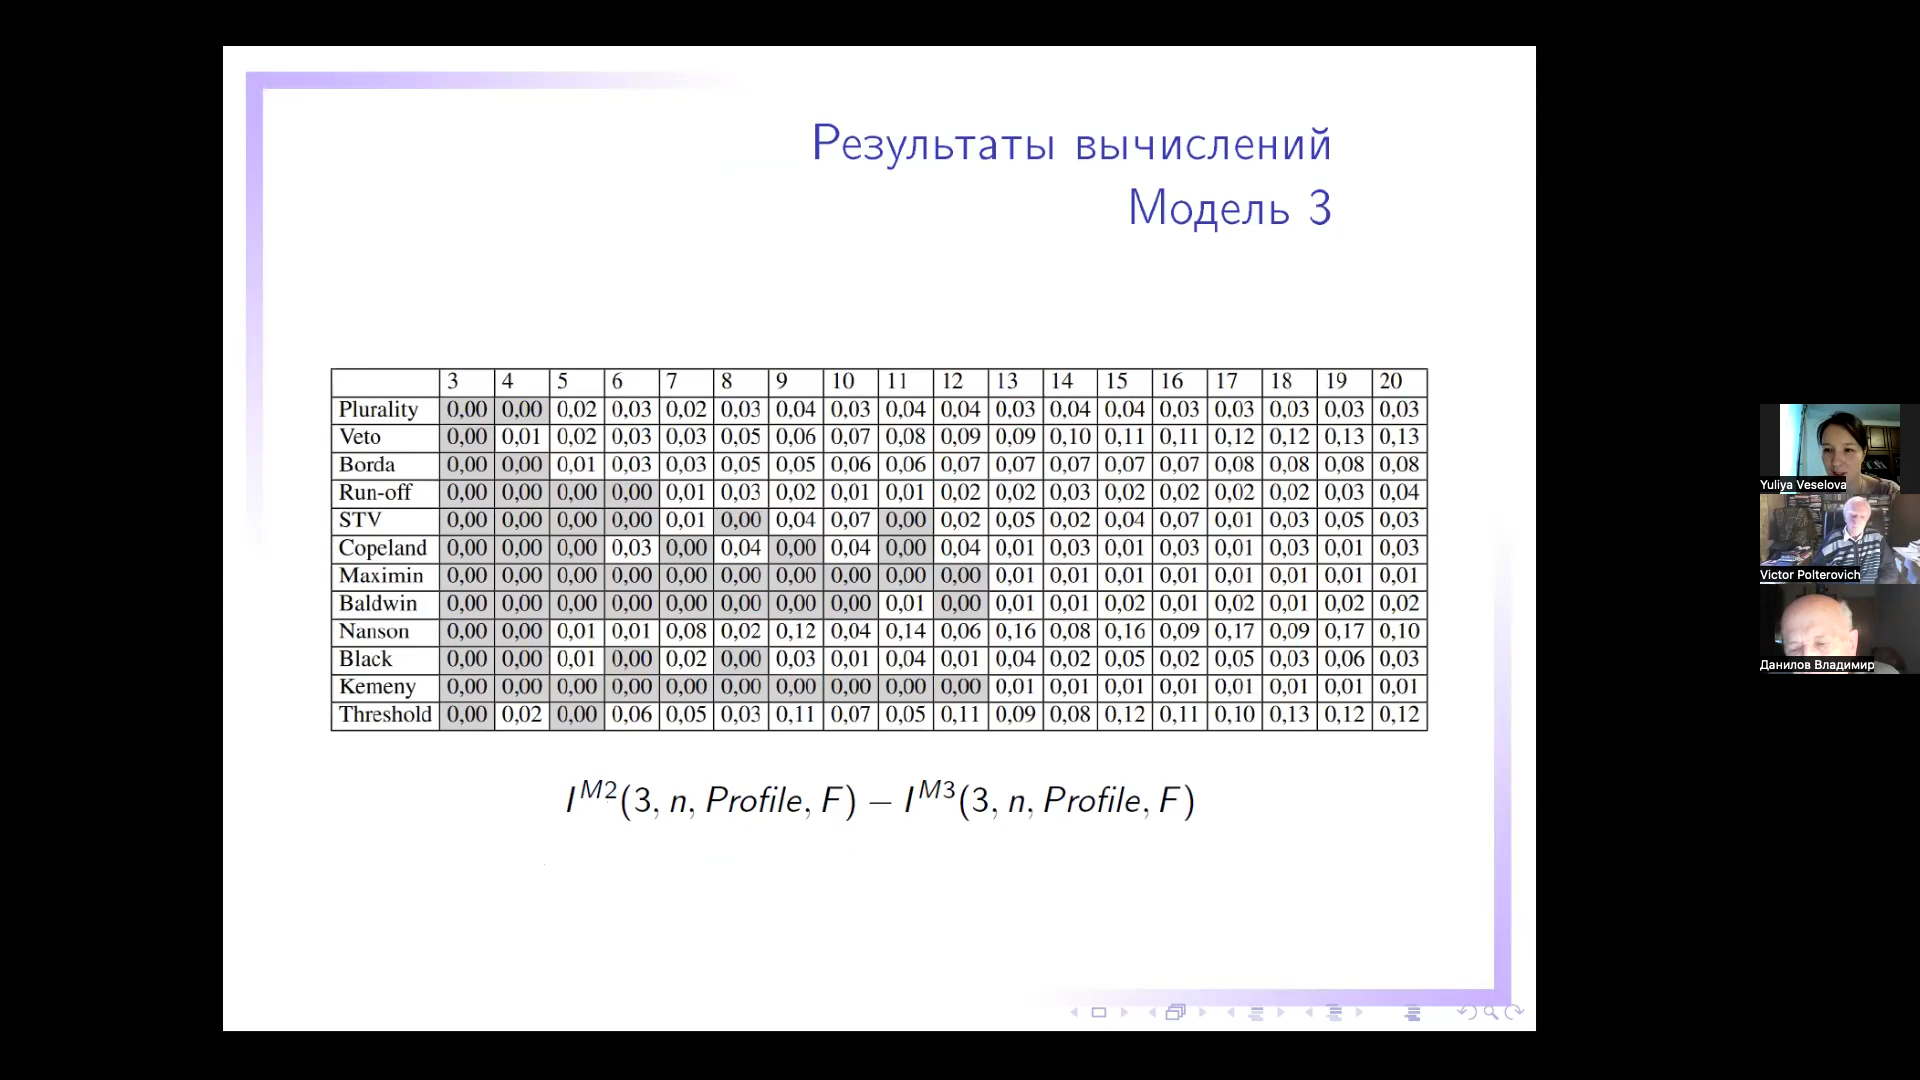 Результаты вычислений
Модель 3
3 4 5 6 7 8 9 10 11 12 13 14 15 16 17 18 19 20
Plurality 0,00 0,00 0,02 0,03 0,02 0,03 0,04 0,03 0,04 0,04 0,03 0,04 0,04 0,03 0,03 0,03 0,03 0,03
Veto 0,00 0,01 0,02 0,03 0,03 0,05 0,06 0,07 0,08 0,09 0,09 0,10 0,11 0,11 0,12 0,12 0,13 0,13
Borda 0,00 0,00 0,01 0,03 0,03 0,05 0,05 0,06 0,06 0,07 0,07 0,07 0,07 0,07 0,08 0,08 0,08 0,08
Run-off 0,00 0,00 0,00 0,00 0,01 0,03 0,02 0,01 0,01 0,02 0,02 0,03 0,02 0,02 0,02 0,02 0,03 0,04
STV 0,00 0,00 0,00 0,00 0,01 0,00 0,04 0,07 0,00 0,02 0,05 0,02 0,04 0,07 0,01 0,03 0,05 0,03
Copeland 0,00 0,00 0,00 0,03 0,00 0,04 0,00 0,04 0,00 0,04 0,01 0,03 0,01 0,03 0,01 0,03 0,01 0,03
Maximin 0,00 0,00 0,00 0,00 0,00 0,00 0,00 0,00 0,00 0,00 0,01 0,01 0,01 0,01 0,01 0,01 0,01 0,01
Baldwin 0,00 0,00 0,00 0,00 0,00 0,00 0,00 0,00 0,01 0,00 0,01 0,01 0,02 0,01 0,02 0,01 0,02 0,02
Nanson 0,00 0,00 0,01 0,01 0,08 0,02 0,12 0,04 0,14 0,06 0,16 0,08 0,16 0,09 0,17 0,09 0,17 0,10
Black 0,00 0,00 0,01 0,00 0,02 0,00 0,03 0,01 0,04 0,01 0,04 0,02 0,05 0,02 0,05 0,03 0,06 0,03
Kemeny 0,00 0,00 0,00 0,00 0,00 0,00 0,00 0,00 0,00 0,00 0,01 0,01 0,01 0,01 0,01 0,01 0,01 0,01
Threshold 0,00 0,02 0,00 0,06 0,05 0,03 0,11 0,07 0,05 0,11 0,09 0,08 0,12 0,11 0,10 0,13 0,12 0,12
I^{M2}(3, n, Profile, F) − I^{M3}(3, n, Profile, F)
Yuliya Veselova
Victor Polterovich
Данилов Владимир